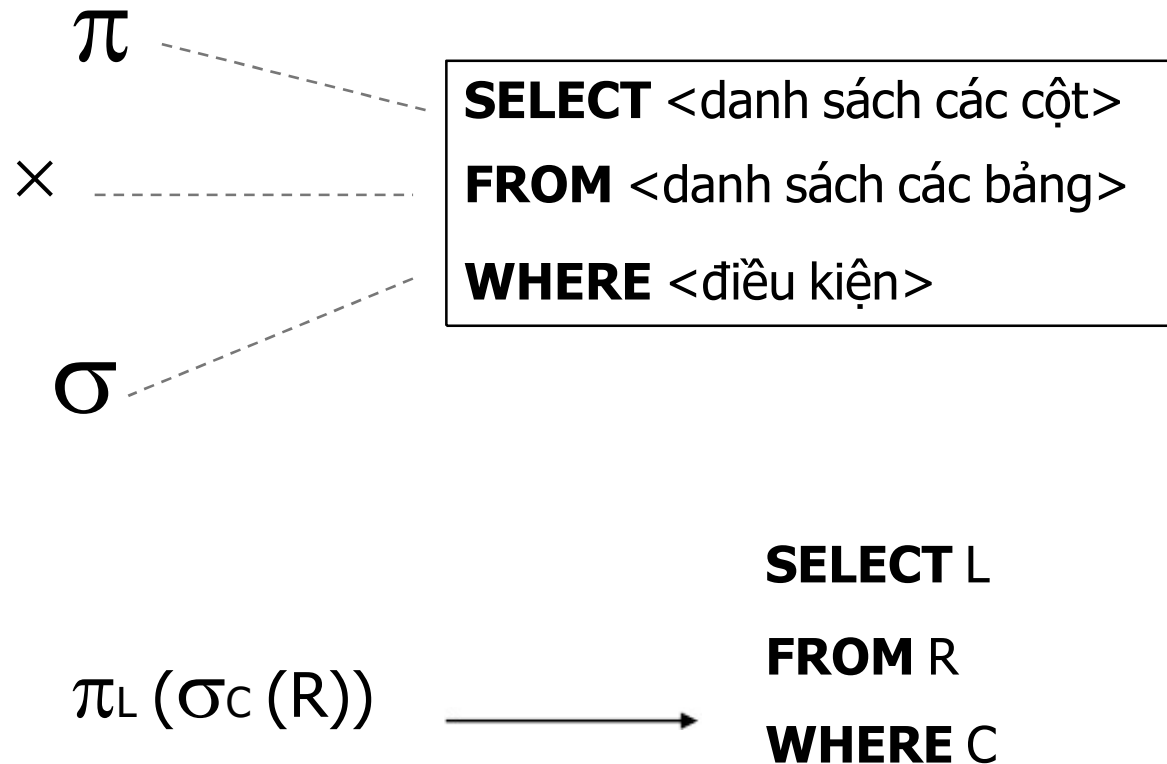 π
SELECT <danh sách các cột>
×
FROM <danh sách các bảng>
WHERE <điều kiện>
σ
SELECT L
FROM R
πL (σC (R))
WHERE C